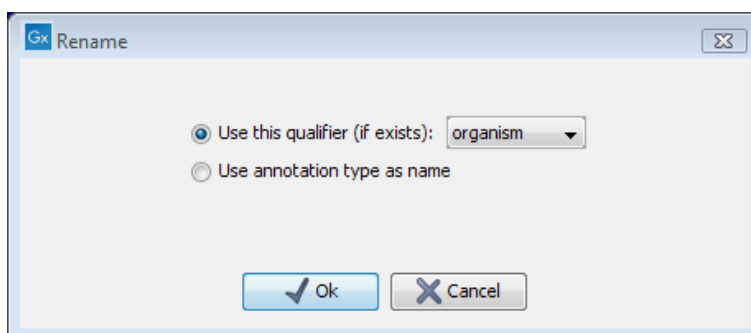 Gx Rename
Use this qualifier (if exists): organism
Use annotation type as name
Ok Cancel